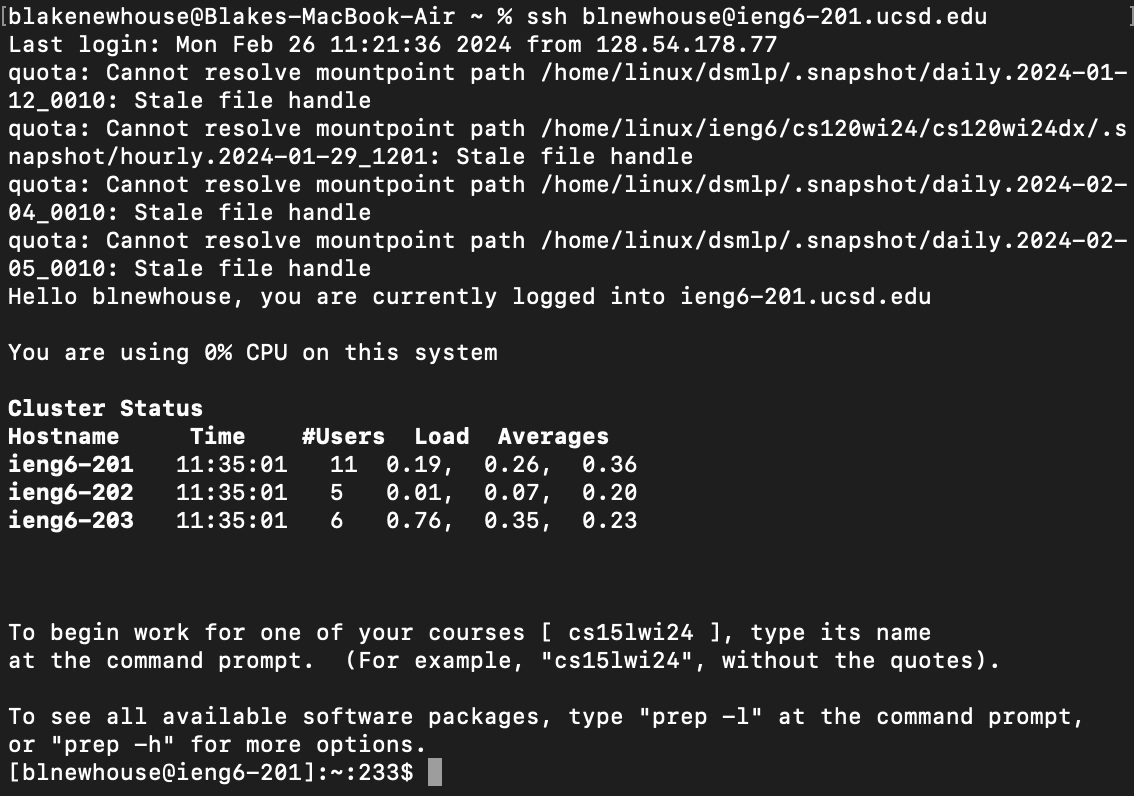 [blakenewhouse@Blakes-MacBook-Air ~ % ssh blnewhouse@ieng6-201.ucsd.edu ]
Last login: Mon Feb 26 11:21:36 2024 from 128.54.178.77
quota: Cannot resolve mountpoint path /home/linux/dsmlp/.snapshot/daily.2024-01-
12_0010: Stale file handle
quota: Cannot resolve mountpoint path /home/linux/ieng6/cs120wi24/cs120wi24dx/.s
napshot/hourly.2024-01-29_1201: Stale file handle
quota: Cannot resolve mountpoint path /home/linux/dsmlp/.snapshot/daily.2024-02-
04_0010: Stale file handle
quota: Cannot resolve mountpoint path /home/linux/dsmlp/.snapshot/daily.2024-02-
05_0010: Stale file handle
Hello blnewhouse, you are currently logged into ieng6-201.ucsd.edu
You are using 0% CPU on this system
Cluster Status
Hostname Time #Users Load Averages
ieng6-201 11:35:01 11 0.19, 0.26, 0.36
ieng6-202 11:35:01 5 0.01, 0.07, 0.20
ieng6-203 11:35:01 6 0.76, 0.35, 0.23
To begin work for one of your courses [ cs15lwi24 ], type its name
at the command prompt. (For example, "cs15lwi24", without the quotes).
To see all available software packages, type "prep -l" at the command prompt,
or "prep -h" for more options.
[blnewhouse@ieng6-201]:~:233$